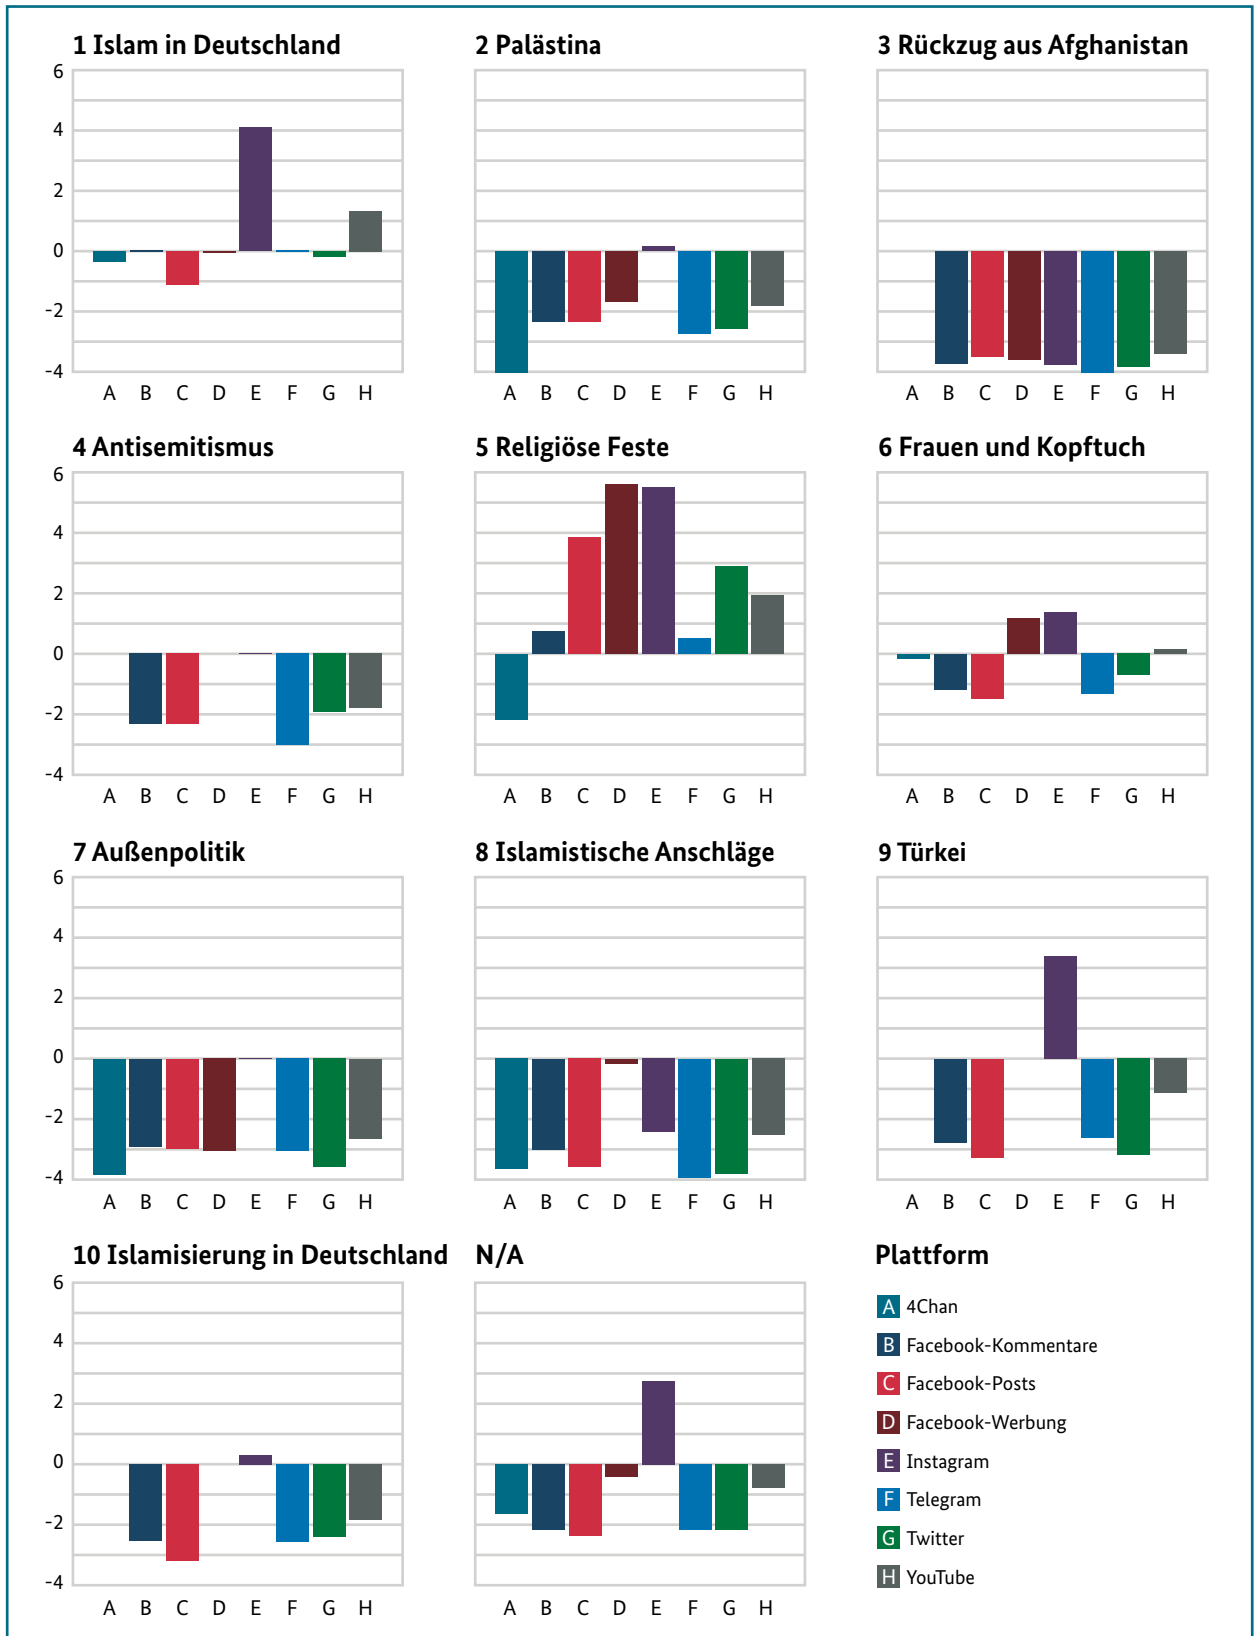 1 Islam in Deutschland
6
4
2
0
-2
-4
A B C D E F G H
2 Palästina
A B C D E F G H
3 Rückzug aus Afghanistan
A B C D E F G H
4 Antisemitismus
6
4
2
0
-2
-4
A B C D E F G H
5 Religiöse Feste
A B C D E F G H
6 Frauen und Kopftuch
A B C D E F G H
7 Außenpolitik
6
4
2
0
-2
-4
A B C D E F G H
8 Islamistische Anschläge
A B C D E F G H
9 Türkei
A B C D E F G H
10 Islamisierung in Deutschland
6
4
2
0
-2
-4
A B C D E F G H
N/A
A B C D E F G H
Plattform
A 4Chan
B Facebook-Kommentare
C Facebook-Posts
D Facebook-Werbung
E Instagram
F Telegram
G Twitter
H YouTube